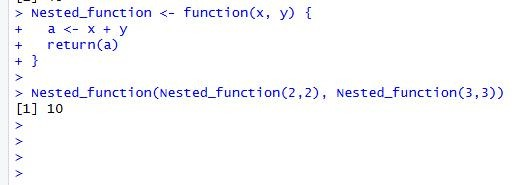 > Nested_function <- function(x, y) {
+   a <- x + y
+   return(a)
+ }
>
> Nested_function(Nested_function(2,2), Nested_function(3,3))
[1] 10
>
>
>
>